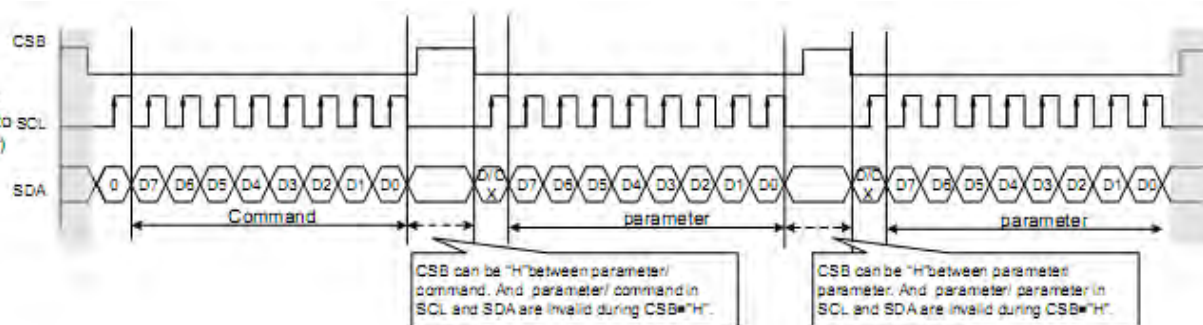 CSB
to SCL
)
SDA
0 D7 D6 D5 D4 D3 D2 D1 D0 D/C X D7 D6 D5 D4 D3 D2 D1 D0 D/C X D7 D6 D5 D4 D3 D2 D1 D0
Command
parameter
parameter
CSB can be "H"between parameter/
command. And parameter/ command in
SCL and SDA are invalid during CSB="H".
CSB can be "H"between parameter/
parameter. And parameter/ parameter in
SCL and SDA are invalid during CSB="H".